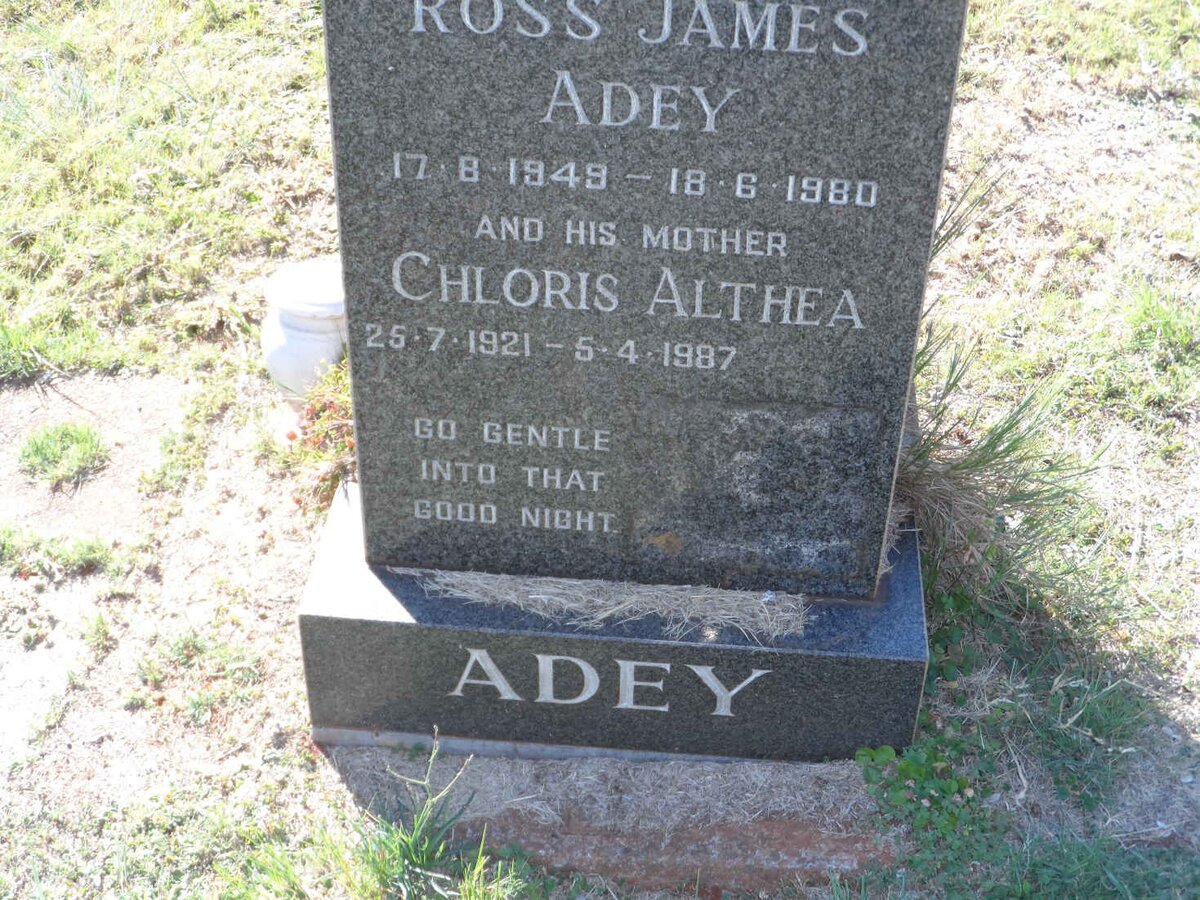 ROSS JAMES
ADEY
17·8·1949 – 18·6·1980
AND HIS MOTHER
CHLORIS ALTHEA
25·7·1921 – 5·4·1987
GO GENTLE
INTO THAT
GOOD NIGHT
ADEY